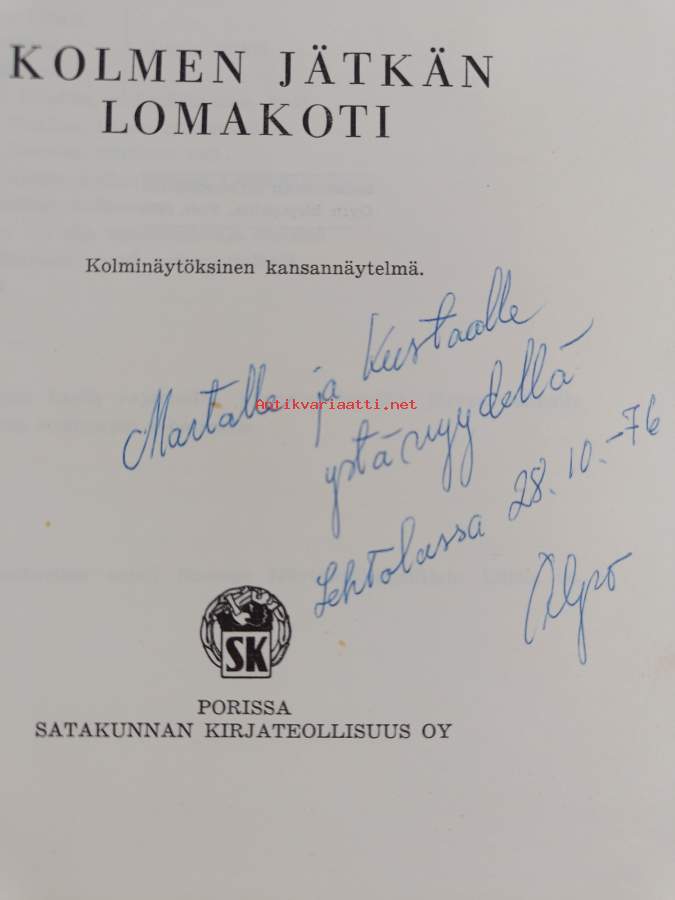 KOLMEN JÄTKÄN
LOMAKOTI
Kolminäytöksinen kansannäytelmä.
Martalle ja Kustaalle
ystävyydellä
Lehtolassa 28.10.-76
Alpo
Antikvariaatti.net
SK
PORISSA
SATAKUNNAN KIRJATEOLLISUUS OY